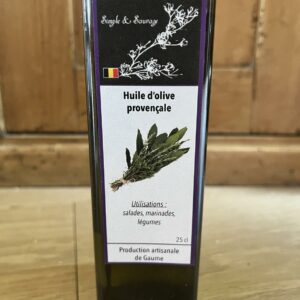 Simple & Sauvage
Huile d'olive
provençale
Utilisations :
salades, marinades,
légumes
25 cl
Production artisanale
de Gaume